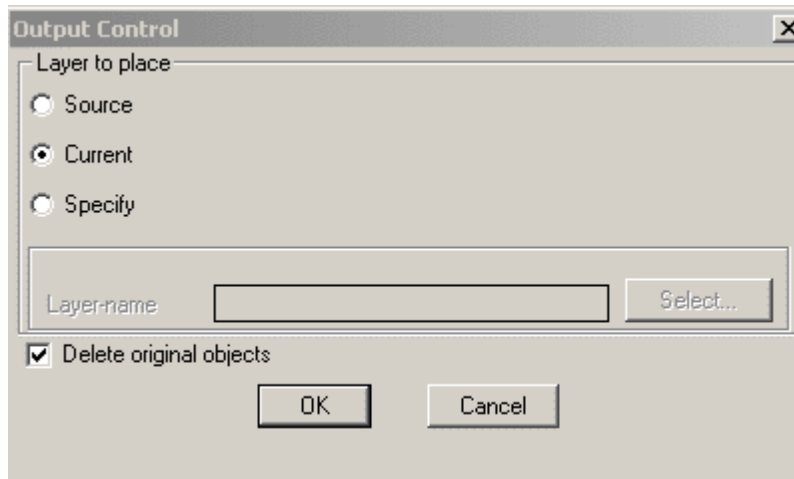 Output Control
Layer to place
Source
Current
Specify
Layer-name
Select...
Delete original objects
OK
Cancel